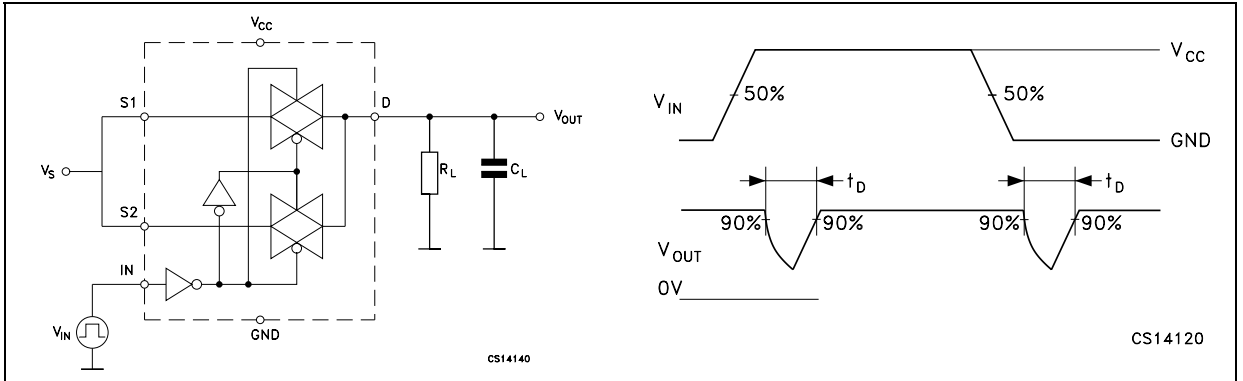 VCC
S1
D
VOUT
VS
RL
CL
S2
IN
VIN
GND
CS14140
VCC
VIN
50%
50%
GND
tD
tD
90%
90%
90%
90%
VOUT
0V
CS14120